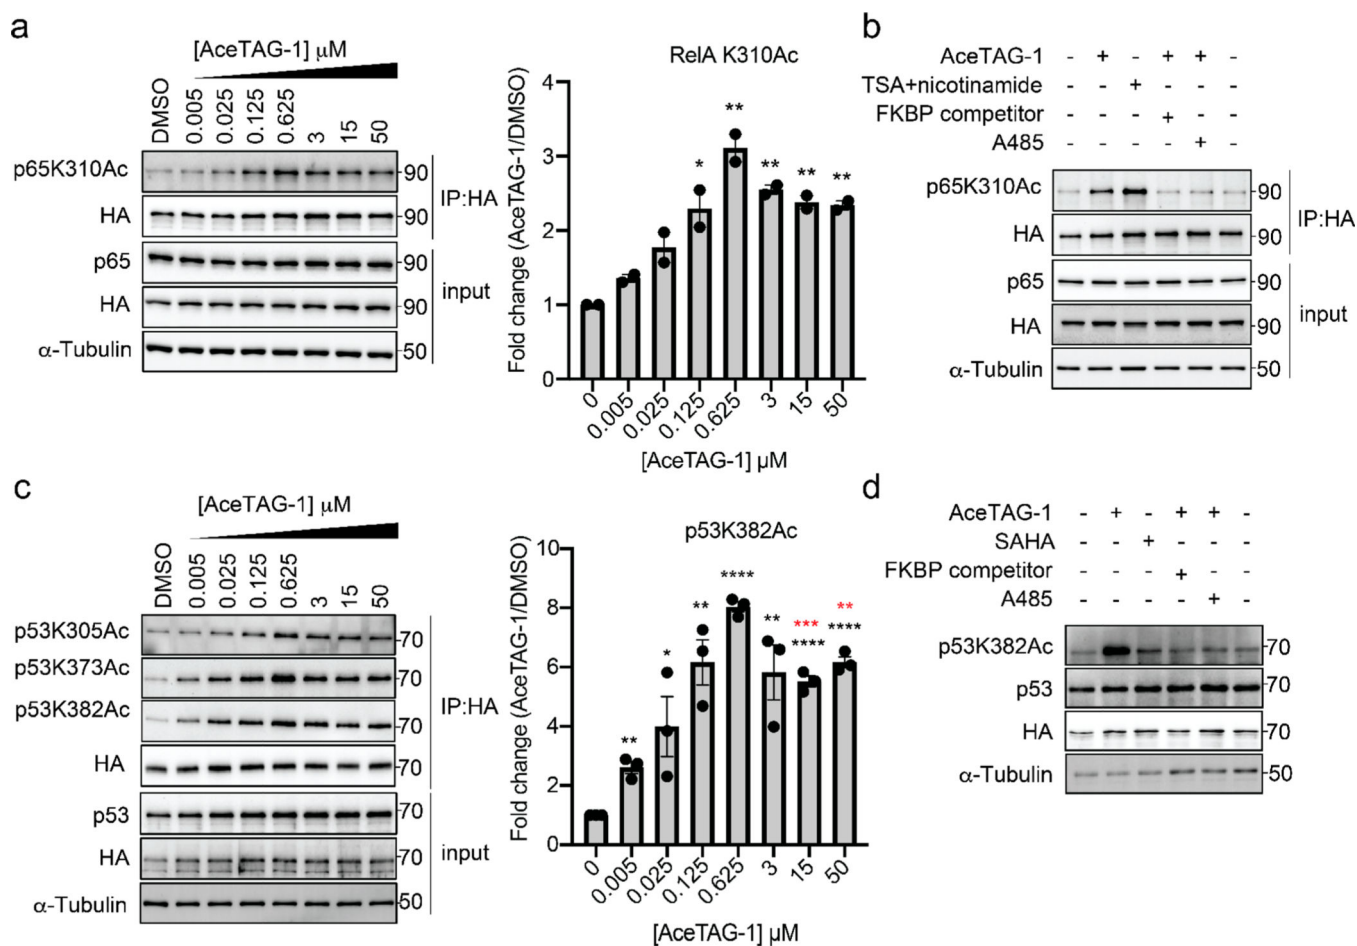 a
[AceTAG-1] μM
DMSO
0.005
0.025
0.125
0.625
3
15
50
p65K310Ac
90
HA
90
IP:HA
p65
90
HA
90
α-Tubulin
50
input
RelA K310Ac
Fold change (AceTAG-1/DMSO)
4
3
2
1
0
*
**
**
**
**
0
0.005
0.025
0.125
0.625
3
15
50
[AceTAG-1] μM
b
AceTAG-1 - + - + + -
TSA+nicotinamide - - + - - -
FKBP competitor - - - + - -
A485 - - - - + -
p65K310Ac
90
HA
90
IP:HA
p65
90
HA
90
α-Tubulin
50
input
c
[AceTAG-1] μM
DMSO
0.005
0.025
0.125
0.625
3
15
50
p53K305Ac
70
p53K373Ac
70
p53K382Ac
70
HA
70
IP:HA
p53
70
HA
70
α-Tubulin
50
input
p53K382Ac
Fold change (AceTAG-1/DMSO)
10
8
6
4
2
0
**
*
**
****
**
***
****
**
****
0
0.005
0.025
0.125
0.625
3
15
50
[AceTAG-1] μM
d
AceTAG-1 - + - + + -
SAHA - - + - - -
FKBP competitor - - - + - -
A485 - - - - + -
p53K382Ac
70
p53
70
HA
70
α-Tubulin
50